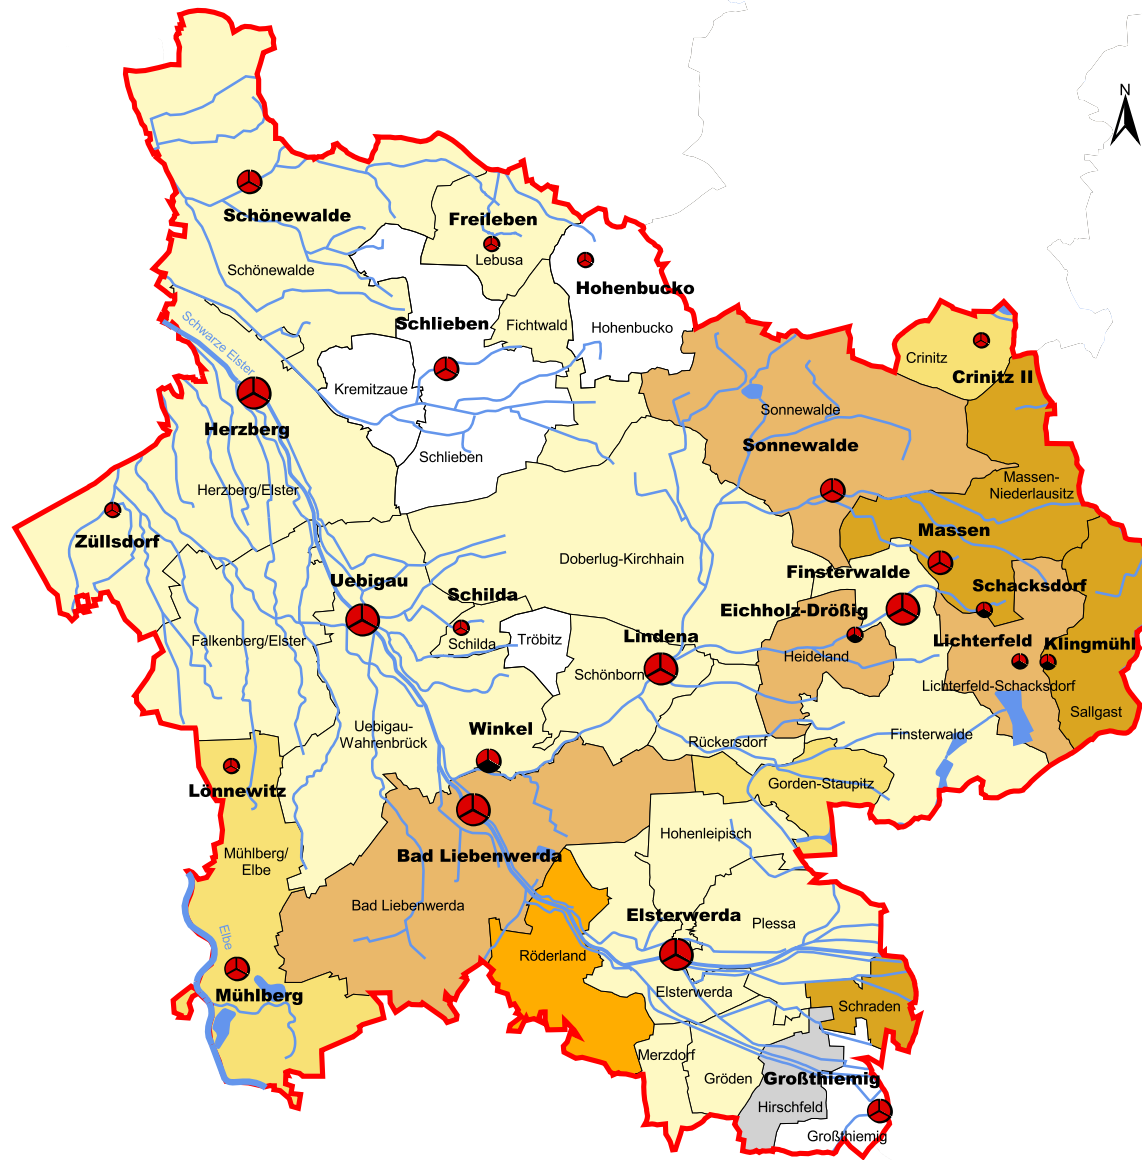 N
Schönewalde
Freileben
Lebusa
Schönewalde
Hohenbucko
Schlieben
Fichtwald
Hohenbucko
Schwarze Elster
Crinitz
Crinitz II
Kremitzaue
Sonnewalde
Herzberg
Sonnewalde
Schlieben
Massen-
Niederlausitz
Herzberg/Elster
Züllsdorf
Massen
Doberlug-Kirchhain
Finsterwalde
Uebigau
Schacksdorf
Schilda
Eichholz-Drößig
Lindena
Tröbitz
Falkenberg/Elster
Schilda
Lichterfeld
Klingmühl
Heideland
Schönborn
Lichterfeld-Schacksdorf
Sallgast
Uebigau-
Wahrenbrück
Winkel
Rückersdorf
Finsterwalde
Lönnewitz
Gorden-Staupitz
Hohenleipisch
Mühlberg/
Elbe
Bad Liebenwerda
Bad Liebenwerda
Elsterwerda
Plessa
Elbe
Röderland
Mühlberg
Elsterwerda
Schraden
Merzdorf
Gröden
Großthiemig
Hirschfeld
Großthiemig